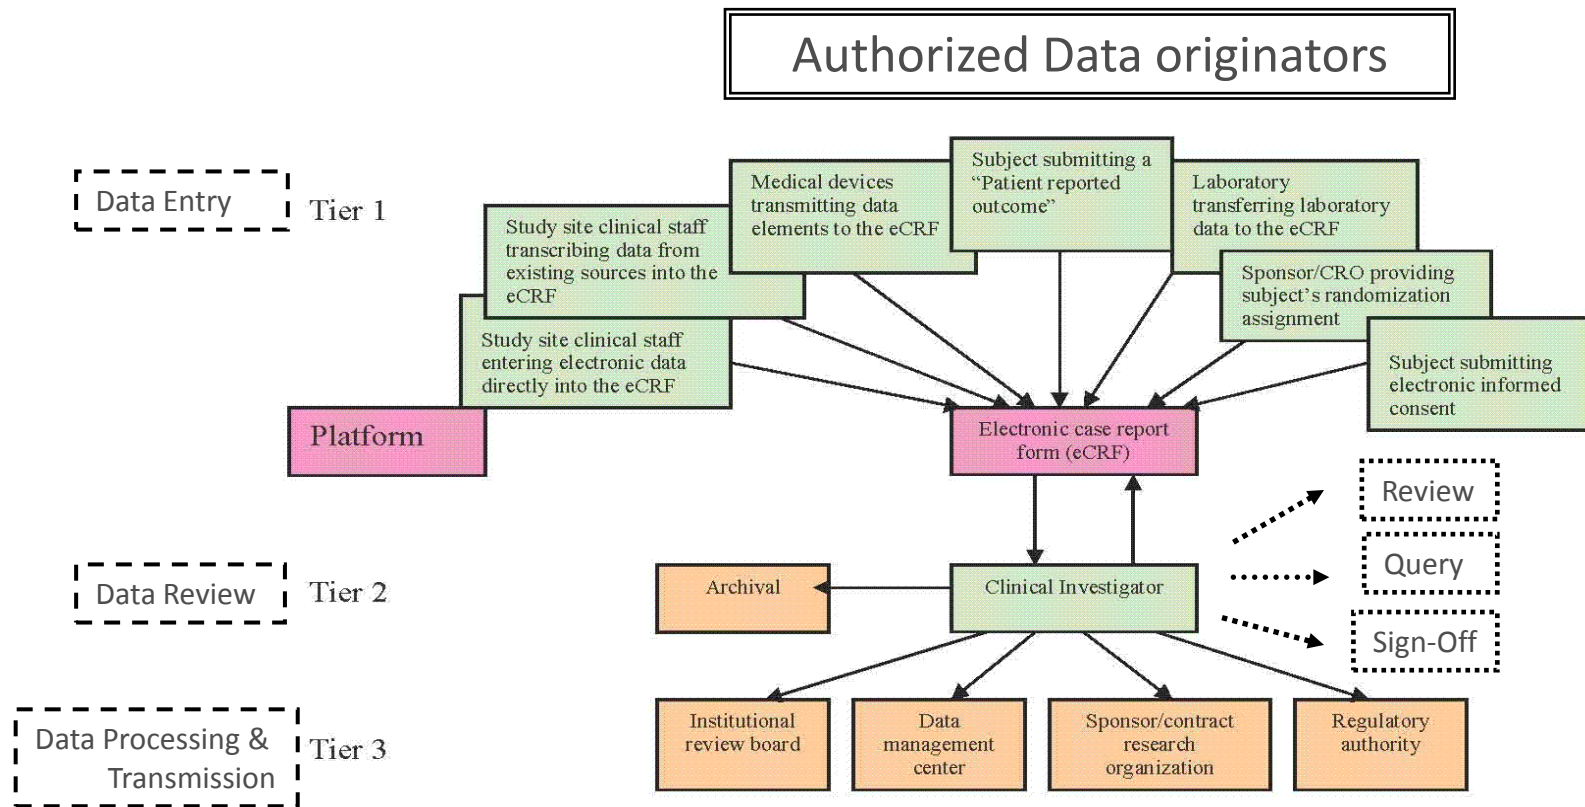 Authorized Data originators
Data Entry
Tier 1
Study site clinical staff
entering electronic data
directly into the eCRF
Study site clinical staff
transcribing data from
existing sources into the
eCRF
Medical devices
transmitting data
elements to the eCRF
Subject submitting a
“Patient reported
outcome”
Laboratory
transferring laboratory
data to the eCRF
Sponsor/CRO providing
subject’s randomization
assignment
Subject submitting
electronic informed
consent
Platform
Electronic case report
form (eCRF)
Review
Query
Sign-Off
Data Review
Tier 2
Archival
Clinical Investigator
Data Processing &
Transmission
Tier 3
Institutional
review board
Data
management
center
Sponsor/contract
research
organization
Regulatory
authority